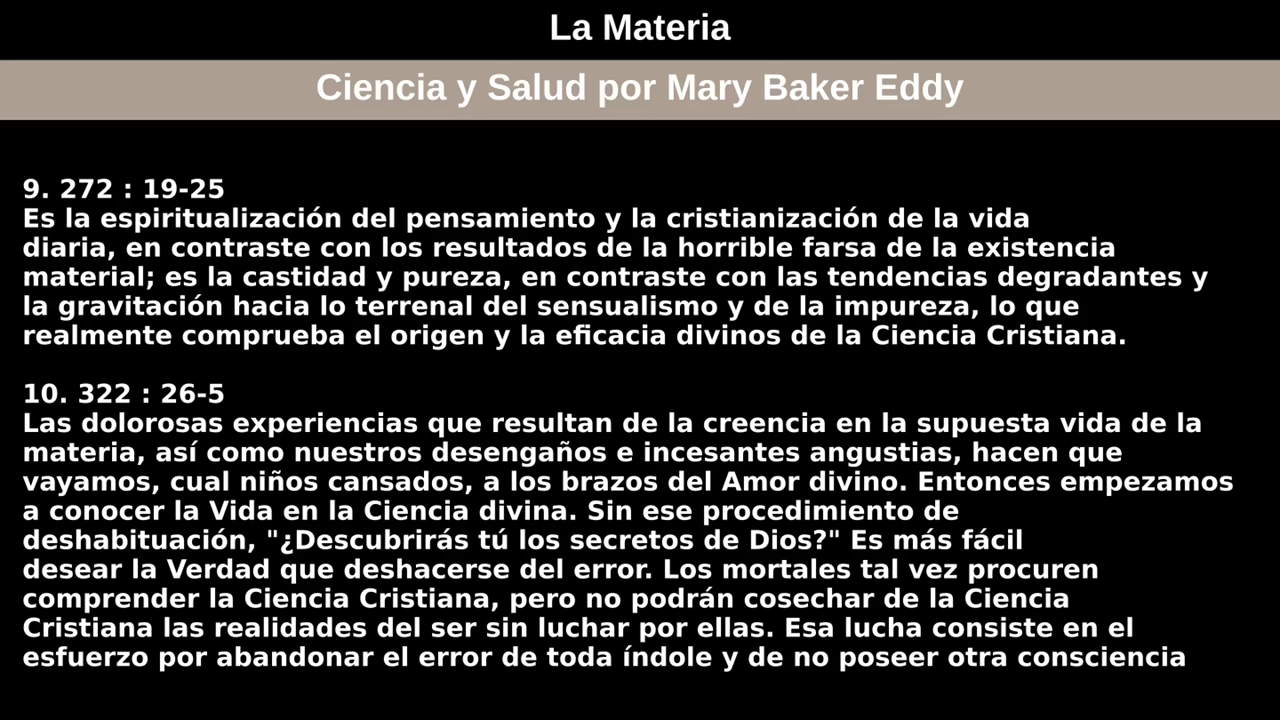 La Materia
Ciencia y Salud por Mary Baker Eddy
9. 272 : 19-25
Es la espiritualización del pensamiento y la cristianización de la vida
diaria, en contraste con los resultados de la horrible farsa de la existencia
material; es la castidad y pureza, en contraste con las tendencias degradantes y
la gravitación hacia lo terrenal del sensualismo y de la impureza, lo que
realmente comprueba el origen y la eficacia divinos de la Ciencia Cristiana.
10. 322 : 26-5
Las dolorosas experiencias que resultan de la creencia en la supuesta vida de la
materia, así como nuestros desengaños e incesantes angustias, hacen que
vayamos, cual niños cansados, a los brazos del Amor divino. Entonces empezamos
a conocer la Vida en la Ciencia divina. Sin ese procedimiento de
deshabituación, "¿Descubrirás tú los secretos de Dios?" Es más fácil
desear la Verdad que deshacerse del error. Los mortales tal vez procuren
comprender la Ciencia Cristiana, pero no podrán cosechar de la Ciencia
Cristiana las realidades del ser sin luchar por ellas. Esa lucha consiste en el
esfuerzo por abandonar el error de toda índole y de no poseer otra consciencia